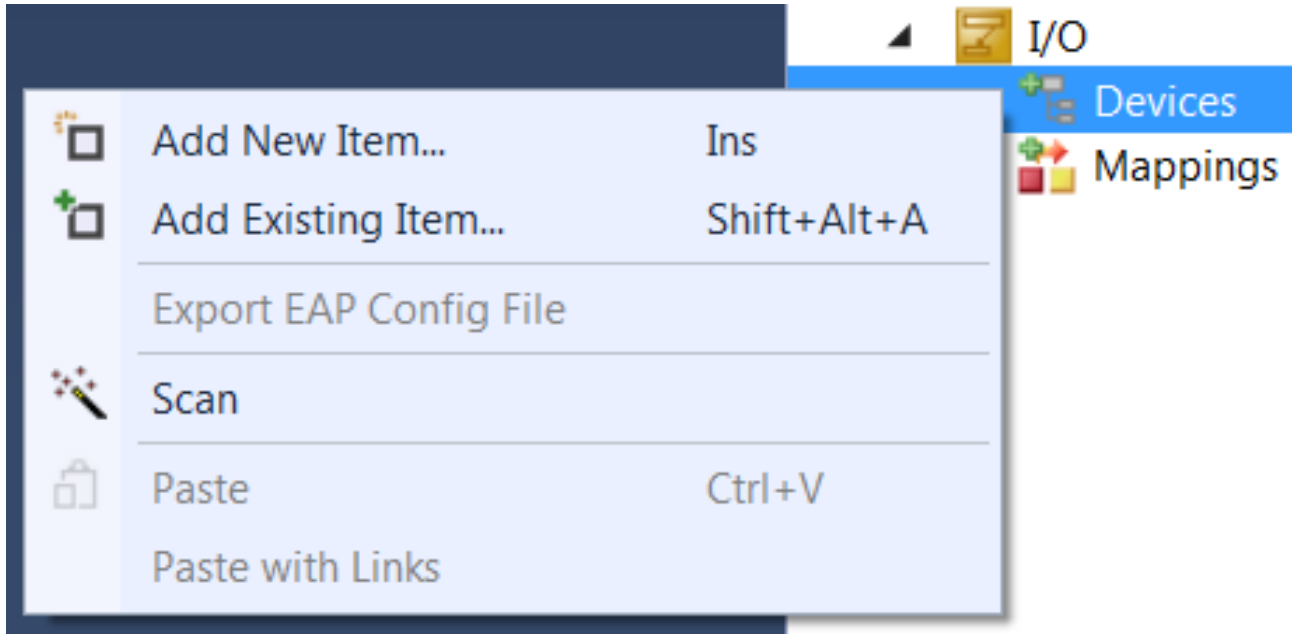 I/O
Devices
Mappings
Add New Item... Ins
Add Existing Item... Shift+Alt+A
Export EAP Config File
Scan
Paste Ctrl+V
Paste with Links